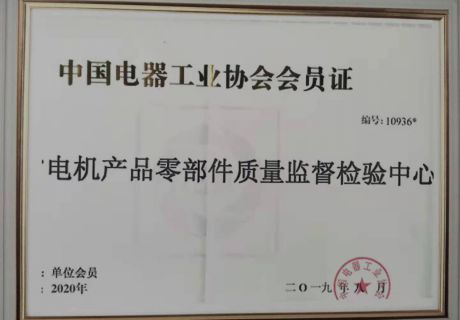 中国电器工业协会会员证
编号:10936*
电机产品零部件质量监督检验中心
: 单位会员
: 2020年
二〇一九年 月